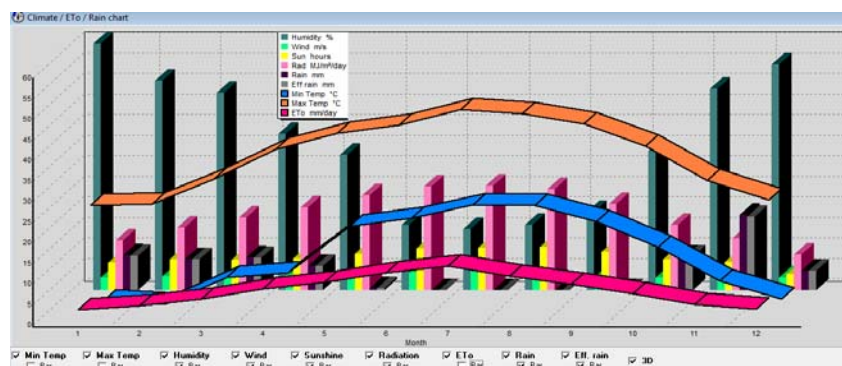 Climate / ETo / Rain chart
Humidity %
Wind m/s
Sun hours
Rad MJ/m²/day
Rain mm
Eff rain mm
Min Temp °C
Max Temp °C
ETo mm/day
60
55
50
45
40
35
30
25
20
15
10
5
0
1 2 3 4 5 6 7 8 9 10 11 12
Month
Min Temp Max Temp Humidity Wind Sunshine Radiation ETo Rain Eff. rain 3D